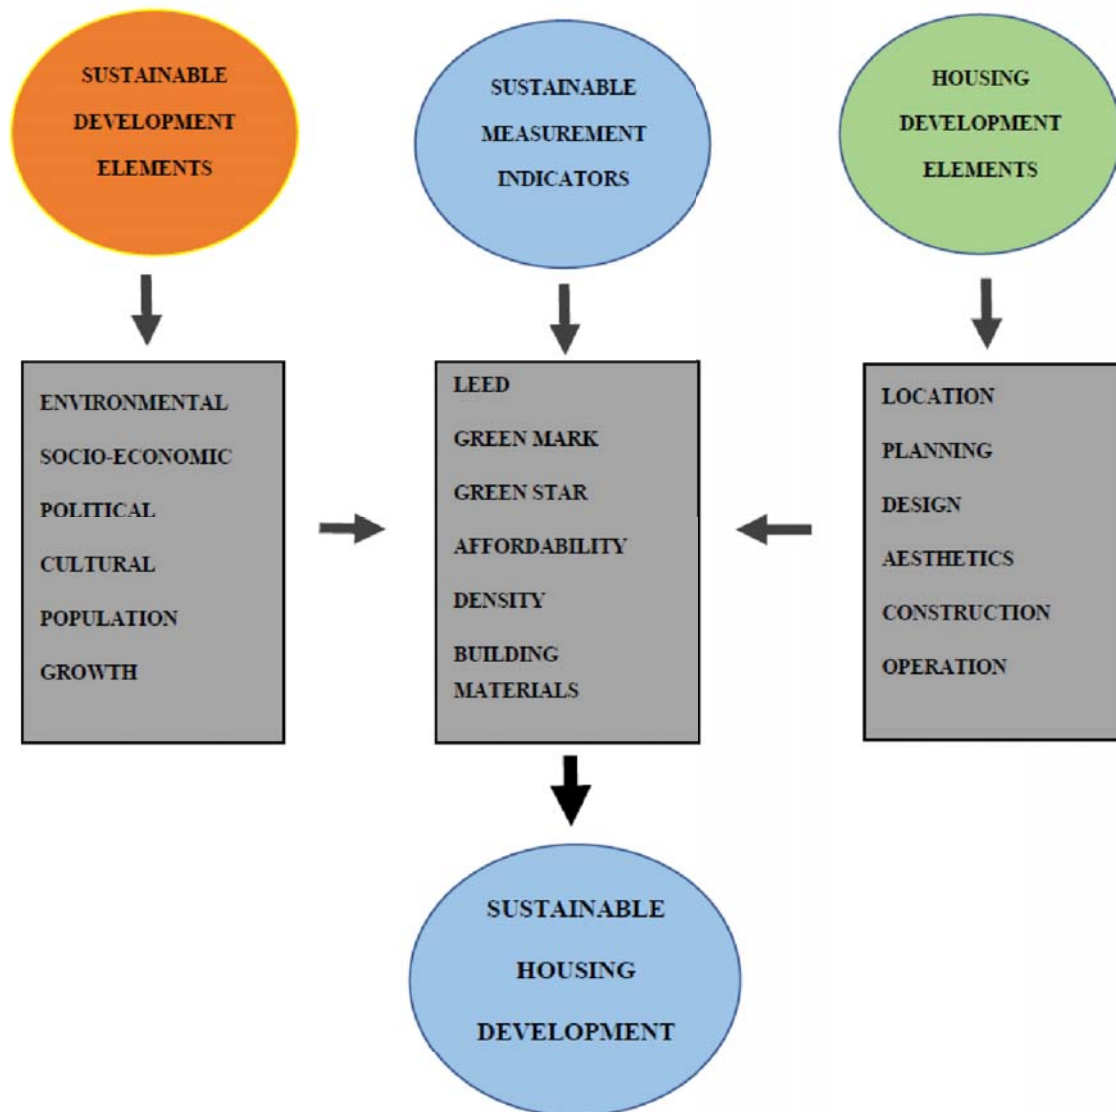 SUSTAINABLE
DEVELOPMENT
ELEMENTS
SUSTAINABLE
MEASUREMENT
INDICATORS
HOUSING
DEVELOPMENT
ELEMENTS
ENVIRONMENTAL
SOCIO-ECONOMIC
POLITICAL
CULTURAL
POPULATION
GROWTH
LEED
GREEN MARK
GREEN STAR
AFFORDABILITY
DENSITY
BUILDING
MATERIALS
LOCATION
PLANNING
DESIGN
AESTHETICS
CONSTRUCTION
OPERATION
SUSTAINABLE
HOUSING
DEVELOPMENT